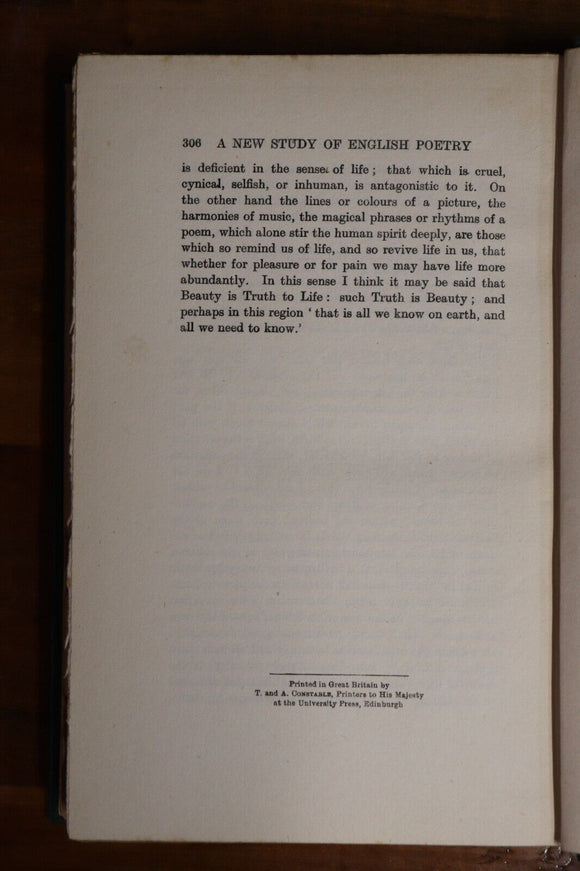 306 A NEW STUDY OF ENGLISH POETRY
is deficient in the sense of life ; that which is cruel,
cynical, selfish, or inhuman, is antagonistic to it. On
the other hand the lines or colours of a picture, the
harmonies of music, the magical phrases or rhythms of a
poem, which alone stir the human spirit deeply, are those
which so remind us of life, and so revive life in us, that
whether for pleasure or for pain we may have life more
abundantly. In this sense I think it may be said that
Beauty is Truth to Life : such Truth is Beauty ; and
perhaps in this region ‘ that is all we know on earth, and
all we need to know.’
Printed in Great Britain by
T. and A. CONSTABLE, Printers to His Majesty
at the University Press, Edinburgh